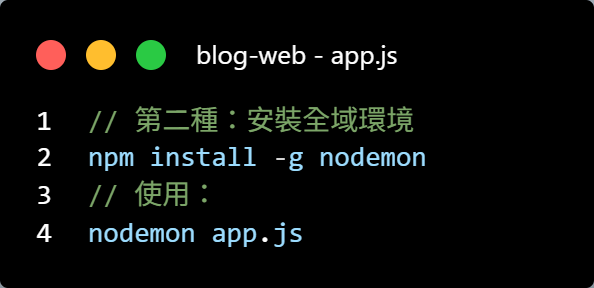 blog-web - app.js
1 // 第二種：安裝全域環境
2 npm install -g nodemon
3 // 使用：
4 nodemon app.js